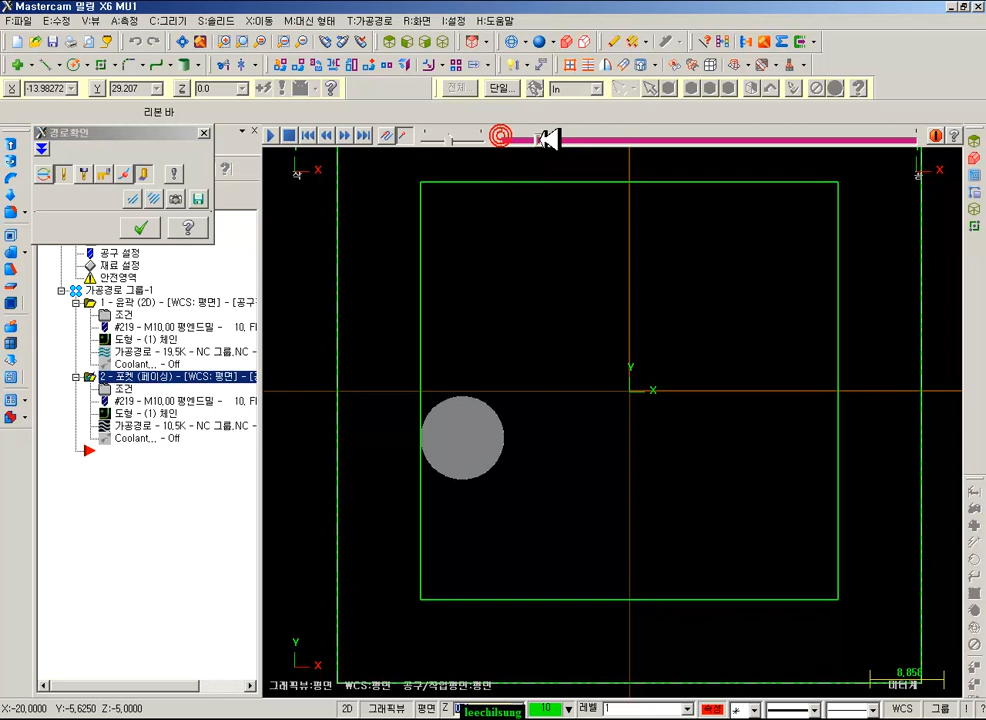 Mastercam 밀링 X6 MU1
F:파일 E:수정 V:뷰 A:측정 C:그리기 S:솔리드 X:이동 M:머신 형태 T:가공경로 R:화면 I:설정 H:도움말
X -13.98272 Y 29.207 Z 0.0 전체... 단일... In
리본 바
경로확인
공구 설정
재료 설정
안전영역
가공경로 그룹-1
1 - 윤곽 (2D) - [WCS: 평면] - [공구
조건
#219 - M10,00 평엔드밀 - 10, Fl
도형 - (1) 체인
가공경로 - 19,5K - NC 그룹,NC -
Coolant... - Off
2 - 포켓 (페이싱) - [WCS: 평면] - [
조건
#219 - M10,00 평엔드밀 - 10, Fl
도형 - (1) 체인
가공경로 - 10,5K - NC 그룹,NC -
Coolant... - Off
X
X
Y
X
Y
X
8,856
미터계
그래픽뷰:평면 WCS:평면 공구/작업평면:평면
X:-20,0000 Y:-5,6250 Z:-5,0000 2D 그래픽뷰 평면 Z 10 레벨 1 속성 WCS 그룹 ! ?
leechilsung